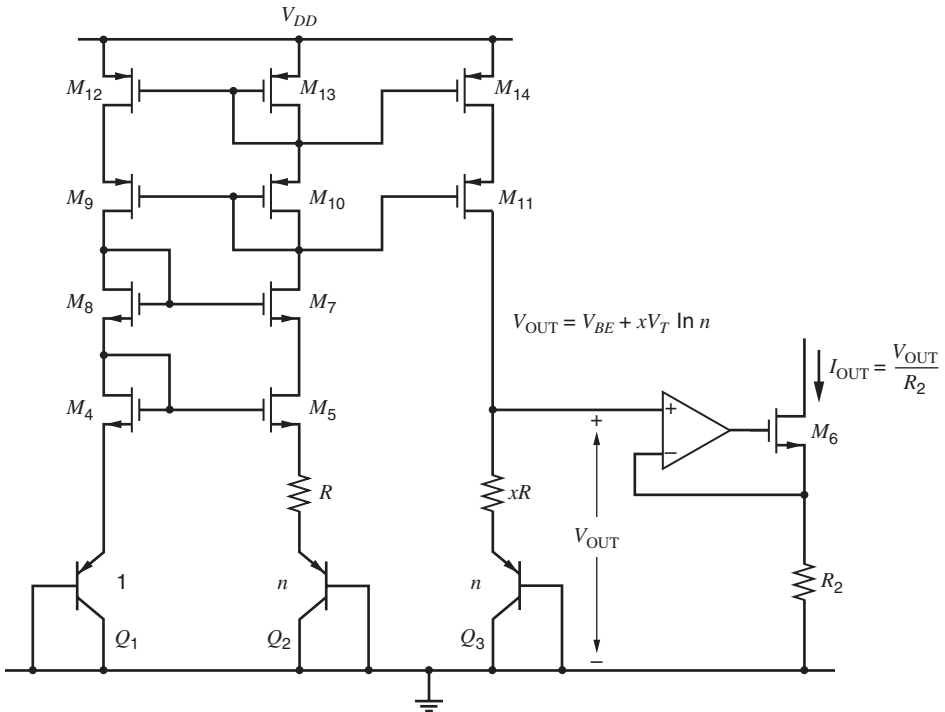 V_DD
M_12
M_13
M_14
M_9
M_10
M_11
M_8
M_7
V_OUT = V_BE + xV_T ln n
I_OUT = V_OUT / R_2
M_4
M_5
+
+
−
M_6
R
xR
V_OUT
1
n
n
R_2
Q_1
Q_2
Q_3
−